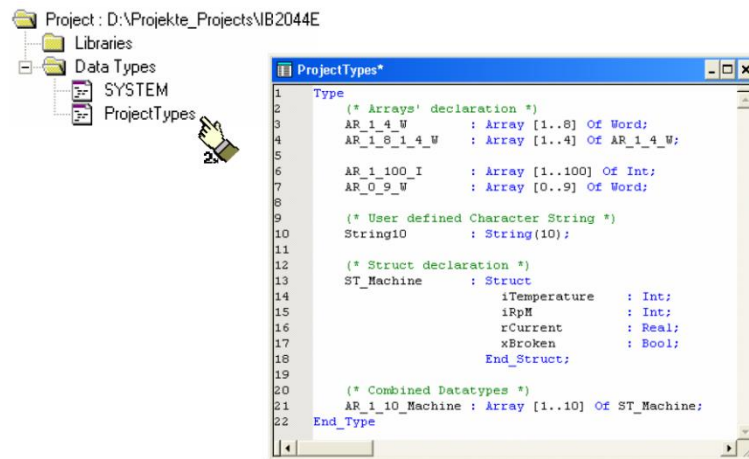 Project : D:\Projekte_Projects\IB2044E
Libraries
Data Types
SYSTEM
ProjectTypes
2x
ProjectTypes*
1 Type
2 (* Arrays' declaration *)
3 AR_1_4_W : Array [1..8] Of Word;
4 AR_1_8_1_4_W : Array [1..4] Of AR_1_4_W;
5
6 AR_1_100_I : Array [1..100] Of Int;
7 AR_0_9_W : Array [0..9] Of Word;
8
9 (* User defined Character String *)
10 String10 : String(10);
11
12 (* Struct declaration *)
13 ST_Machine : Struct
14 iTemperature : Int;
15 iRpM : Int;
16 rCurrent : Real;
17 xBroken : Bool;
18 End_Struct;
19
20 (* Combined Datatypes *)
21 AR_1_10_Machine : Array [1..10] Of ST_Machine;
22 End_Type